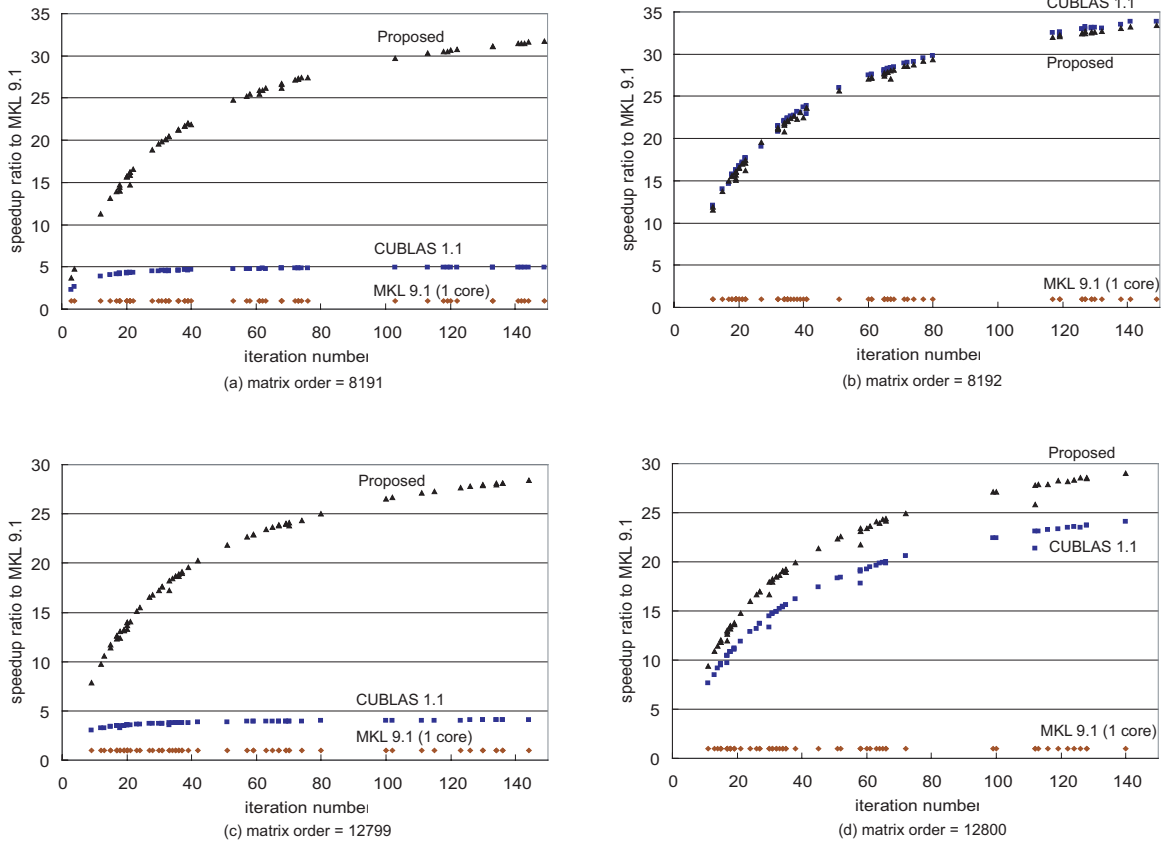 35
30
25
20
15
10
5
0
speedup ratio to MKL 9.1
Proposed
CUBLAS 1.1
MKL 9.1 (1 core)
0 20 40 60 80 100 120 140
iteration number
(a) matrix order = 8191
35
30
25
20
15
10
5
0
speedup ratio to MKL 9.1
CUBLAS 1.1
Proposed
MKL 9.1 (1 core)
0 20 40 60 80 100 120 140
iteration number
(b) matrix order = 8192
30
25
20
15
10
5
0
speedup ratio to MKL 9.1
Proposed
CUBLAS 1.1
MKL 9.1 (1 core)
0 20 40 60 80 100 120 140
iteration number
(c) matrix order = 12799
30
25
20
15
10
5
0
speedup ratio to MKL 9.1
Proposed
CUBLAS 1.1
MKL 9.1 (1 core)
0 20 40 60 80 100 120 140
iteration number
(d) matrix order = 12800